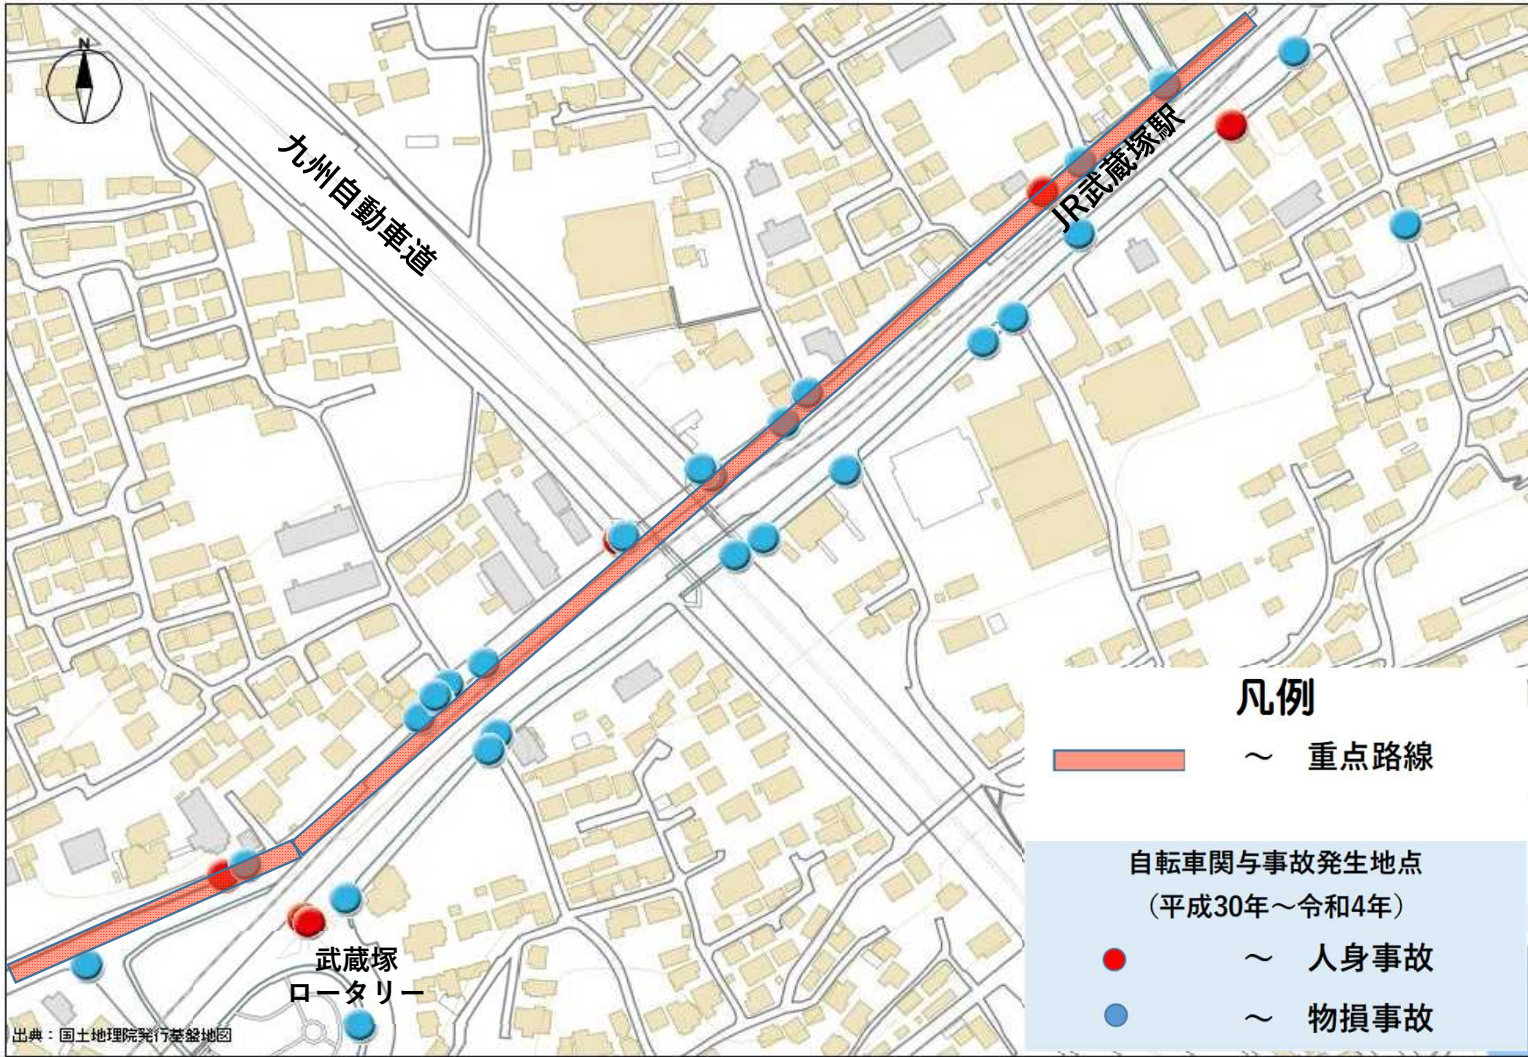 N
九州自動車道
JR武蔵塚駅
武蔵塚
ロータリー
出典：国土地理院発行基盤地図
凡例
～ 重点路線
自転車関与事故発生地点
（平成30年～令和4年）
～ 人身事故
～ 物損事故